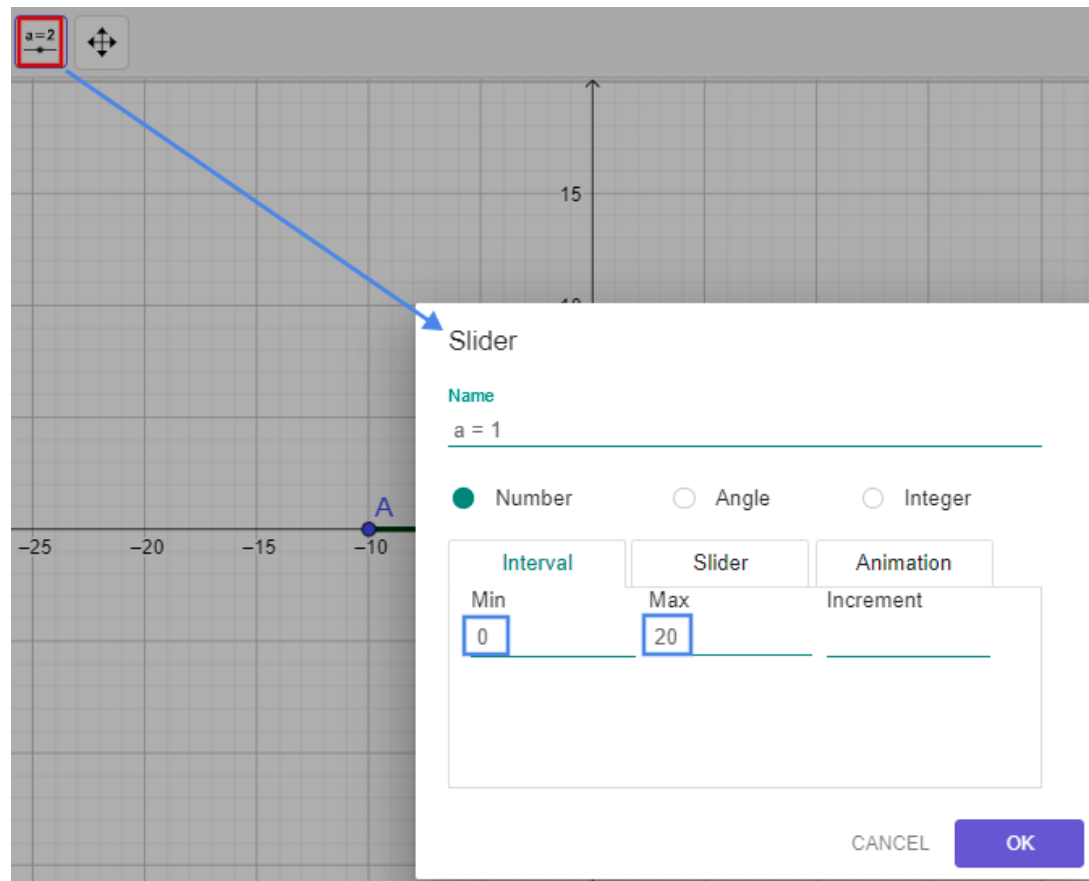 a=2
15
10
Slider
Name
a = 1
Number Angle Integer
A
-25 -20 -15 -10
Interval Slider Animation
Min Max Increment
0 20
CANCEL OK